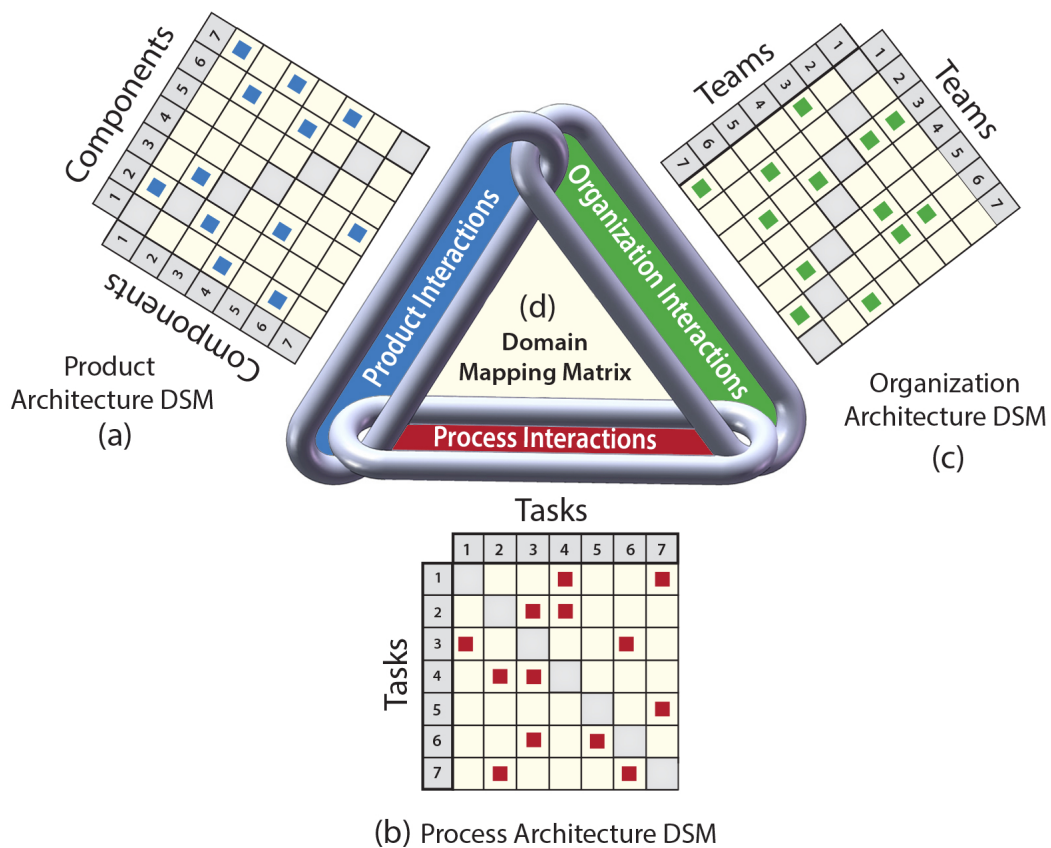 Components
7
6
5
4
3
2
1
1
2
3
4
5
6
7
Components
Product
Architecture DSM
(a)
Teams
7
6
5
4
3
2
1
1
2
3
4
5
6
7
Teams
Organization
Architecture DSM
(c)
Product Interactions
Organization Interactions
(d)
Domain
Mapping Matrix
Process Interactions
Tasks
1 2 3 4 5 6 7
Tasks
1
2
3
4
5
6
7
(b) Process Architecture DSM